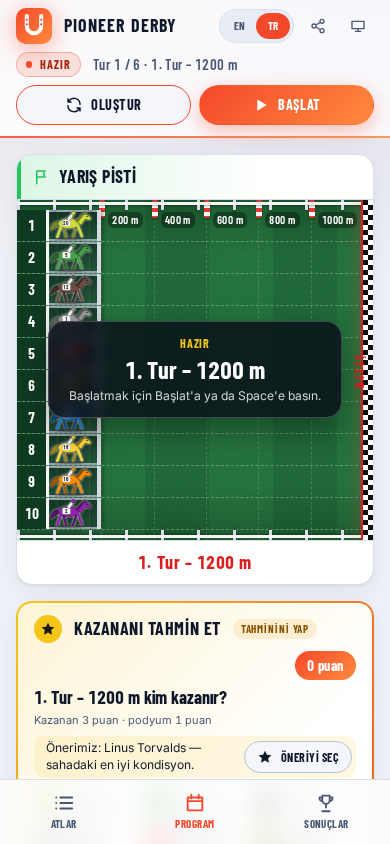 PIONEER DERBY
EN TR
HAZIR
Tur 1 / 6 · 1. Tur – 1200 m
OLUŞTUR
BAŞLAT
YARIŞ PİSTİ
200 m 400 m 600 m 800 m 1000 m
1
2
3
4
5
6
7
8
9
10
HAZIR
1. Tur – 1200 m
Başlatmak için Başlat'a ya da Space'e basın.
1. Tur – 1200 m
KAZANANI TAHMİN ET
TAHMİNİNİ YAP
0 puan
1. Tur – 1200 m kim kazanır?
Kazanan 3 puan · podyum 1 puan
Önerimiz: Linus Torvalds —
sahadaki en iyi kondisyon.
ÖNERİYİ SEÇ
ATLAR
PROGRAM
SONUÇLAR